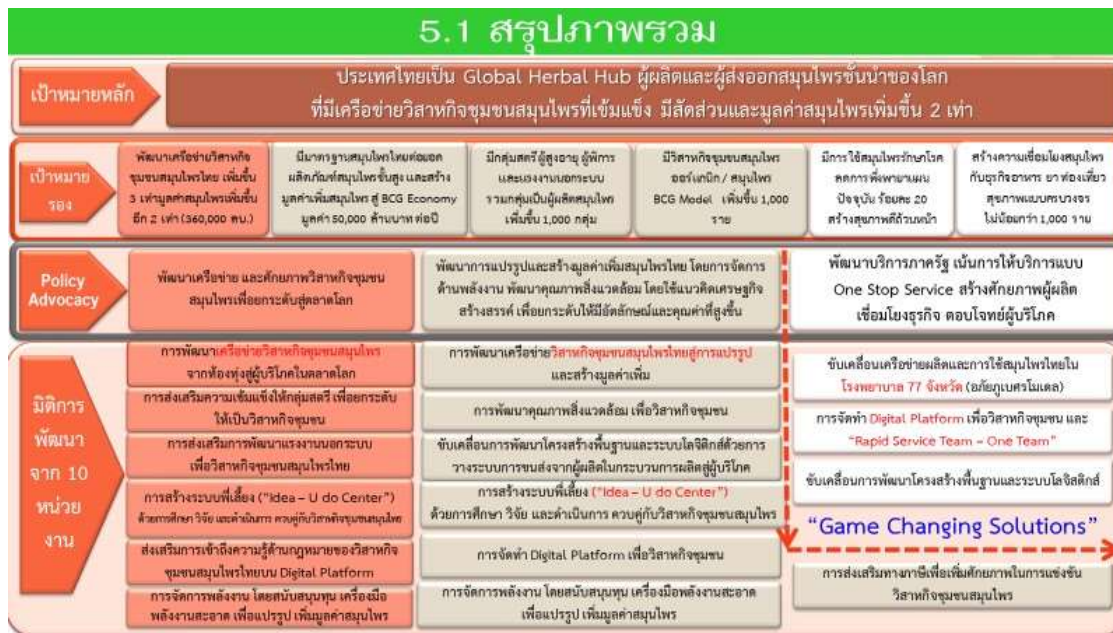 5.1 สรุปภาพรวม
เป้าหมายหลัก
ประเทศไทยเป็น Global Herbal Hub ผู้ผลิตและผู้ส่งออกสมุนไพรชั้นนำของโลก
ที่มีเครือข่ายวิสาหกิจชุมชนสมุนไพรที่เข้มแข็ง มีสัดส่วนและมูลค่าสมุนไพรเพิ่มขึ้น 2 เท่า
เป้าหมาย
รอง
พัฒนาเครือข่ายวิสาหกิจ
ชุมชนสมุนไพรไทย เพิ่มขึ้น
3 เท่ามูลค่าสมุนไพรเพิ่มขึ้น
อีก 2 เท่า (360,000 ลบ.)
มีมาตรฐานสมุนไพรไทยต่อยอด
ผลิตภัณฑ์สมุนไพรขั้นสูง และสร้าง
มูลค่าเพิ่มสมุนไพร สู่ BCG Economy
มูลค่า 50,000 ล้านบาท ต่อปี
มีกลุ่มสตรี ผู้สูงอายุ ผู้พิการ
และแรงงานนอกระบบ
รวมกลุ่มเป็นผู้ผลิตสมุนไพร
เพิ่มขึ้น 1,000 กลุ่ม
มีวิสาหกิจชุมชนสมุนไพร
ออร์แกนิก / สมุนไพร
BCG Model เพิ่มขึ้น 1,000
ราย
มีการใช้สมุนไพรรักษาโรค
ลดการพึ่งพายาแผน
ปัจจุบัน ร้อยละ 20
สร้างสุขภาพดีถ้วนหน้า
สร้างความเชื่อมโยงสมุนไพร
กับธุรกิจอาหาร ยา ท่องเที่ยว
สุขภาพแบบครบวงจร
ไม่น้อยกว่า 1,000 ราย
Policy
Advocacy
พัฒนาเครือข่าย และศักยภาพวิสาหกิจชุมชน
สมุนไพรเพื่อยกระดับสู่ตลาดโลก
พัฒนาการแปรรูปและสร้างมูลค่าเพิ่มสมุนไพรไทย โดยการจัดการ
ด้านพลังงาน พัฒนาคุณภาพสิ่งแวดล้อม โดยใช้แนวคิดเศรษฐกิจ
สร้างสรรค์ เพื่อยกระดับให้มีอัตลักษณ์และคุณค่าที่สูงขึ้น
พัฒนาบริการภาครัฐ เน้นการให้บริการแบบ
One Stop Service สร้างศักยภาพผู้ผลิต
เชื่อมโยงธุรกิจ ตอบโจทย์ผู้บริโภค
มิติการ
พัฒนา
จาก 10
หน่วย
งาน
การพัฒนาเครือข่ายวิสาหกิจชุมชนสมุนไพร
จากท้องทุ่งสู่ผู้บริโภคในตลาดโลก
การส่งเสริมความเข้มแข็งให้กลุ่มสตรี เพื่อยกระดับ
ให้เป็นวิสาหกิจชุมชน
การส่งเสริมการพัฒนาแรงงานนอกระบบ
เพื่อวิสาหกิจชุมชนสมุนไพรไทย
การสร้างระบบพี่เลี้ยง ("Idea – U do Center")
ด้วยการศึกษา วิจัย และดำเนินการ ควบคู่กับวิสาหกิจชุมชนสมุนไพร
ส่งเสริมการเข้าถึงความรู้ด้านกฎหมายของวิสาหกิจ
ชุมชนสมุนไพรไทยบน Digital Platform
การจัดการพลังงาน โดยสนับสนุนทุน เครื่องมือ
พลังงานสะอาด เพื่อแปรรูป เพิ่มมูลค่าสมุนไพร
การพัฒนาเครือข่ายวิสาหกิจชุมชนสมุนไพรไทยสู่การแปรรูป
และสร้างมูลค่าเพิ่ม
การพัฒนาคุณภาพสิ่งแวดล้อม เพื่อวิสาหกิจชุมชน
ขับเคลื่อนการพัฒนาโครงสร้างพื้นฐานและระบบโลจิสติกส์ด้วยการ
วางระบบการขนส่งจากผู้ผลิตในกระบวนการผลิตสู่ผู้บริโภค
การสร้างระบบพี่เลี้ยง ("Idea – U do Center")
ด้วยการศึกษา วิจัย และดำเนินการ ควบคู่กับวิสาหกิจชุมชนสมุนไพร
การจัดทำ Digital Platform เพื่อวิสาหกิจชุมชน
การจัดการพลังงาน โดยสนับสนุนทุน เครื่องมือพลังงานสะอาด
เพื่อแปรรูป เพิ่มมูลค่าสมุนไพร
ขับเคลื่อนเครือข่ายผลิตและการใช้สมุนไพรไทยใน
โรงพยาบาล 77 จังหวัด (อภัยภูเบศรโมเดล)
การจัดทำ Digital Platform เพื่อวิสาหกิจชุมชน และ
"Rapid Service Team – One Team"
ขับเคลื่อนการพัฒนาโครงสร้างพื้นฐานและระบบโลจิสติกส์
"Game Changing Solutions"
การส่งเสริมทางภาษีเพื่อเพิ่มศักยภาพในการแข่งขัน
วิสาหกิจชุมชนสมุนไพร